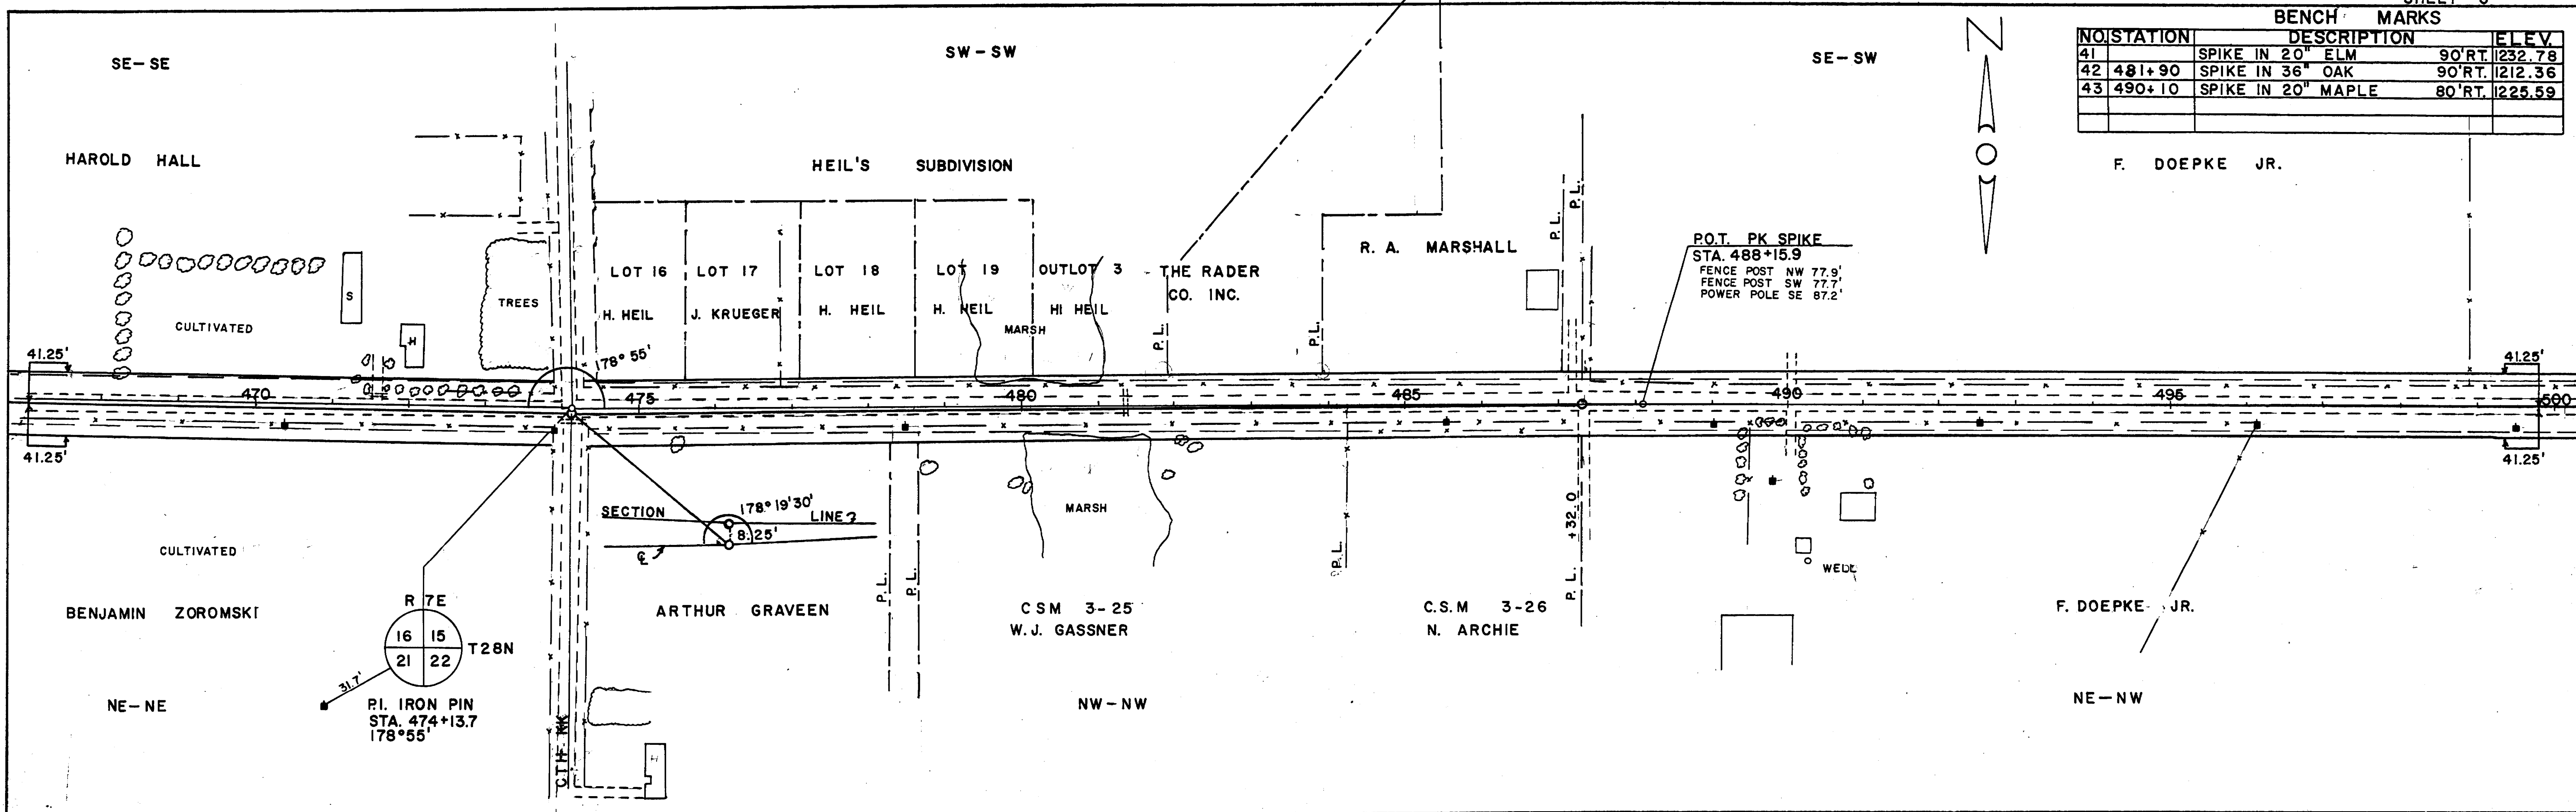 BENCH MARKS
NO. STATION DESCRIPTION ELEV.
41 SPIKE IN 20" ELM 90'RT. 1232.78
42 481+90 SPIKE IN 36" OAK 90'RT. 1212.36
43 490+10 SPIKE IN 20" MAPLE 80'RT. 1225.59
SE-SE
SW-SW
SE-SW
N
HAROLD HALL
HEIL'S SUBDIVISION
F. DOEPKE JR.
S
H
TREES
CULTIVATED
LOT 16
H. HEIL
LOT 17
J. KRUEGER
LOT 18
H. HEIL
LOT 19
H. HEIL
OUTLOT 3
HI HEIL
MARSH
THE RADER
CO. INC.
P.L.
P.L.
R. A. MARSHALL
P.L.
P.L.
P.O.T. PK SPIKE
STA. 488+15.9
FENCE POST NW 77.9'
FENCE POST SW 77.7'
POWER POLE SE 87.2'
41.25'
41.25'
178° 55'
470
475
480
485
490
495
500
41.25'
41.25'
SECTION LINE
178° 19' 30"
8.25'
℄
MARSH
+32.0
P.L.
P.L.
P.L.
P.L.
WELL
CULTIVATED
BENJAMIN ZOROMSKI
R 7E
16 15
21 22
T28N
31.7'
P.I. IRON PIN
STA. 474+13.7
178°55'
NE-NE
CTH KK
H
ARTHUR GRAVEEN
CSM 3-25
W. J. GASSNER
C.S.M 3-26
N. ARCHIE
F. DOEPKE JR.
NW-NW
NE-NW